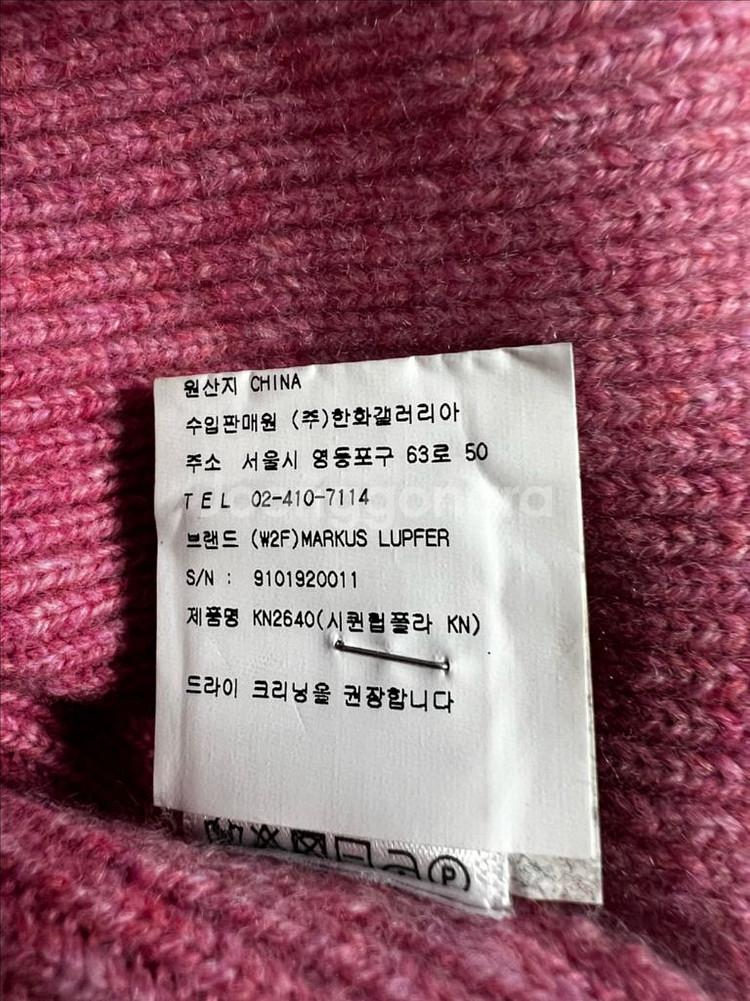 원산지 CHINA
수입판매원 (주)한화갤러리아
주소 서울시 영등포구 63로 50
TEL 02-410-7114
브랜드 (W2F)MARKUS LUPFER
S/N : 9101920011
제품명 KN2640(시퀸립플라 KN)
드라이 크리닝을 권장합니다
P